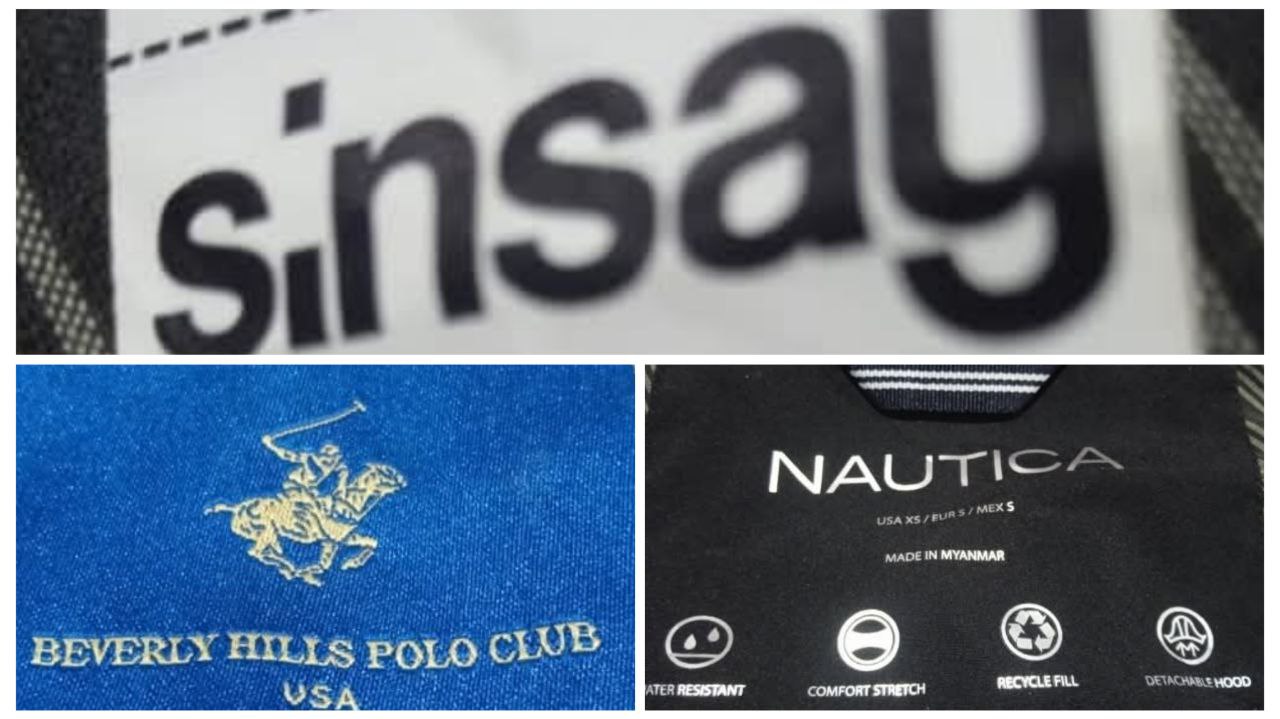 sinsay
BEVERLY HILLS POLO CLUB
USA
NAUTICA
USA XS / EUR S / MEX S
MADE IN MYANMAR
ATER RESISTANT
COMFORT STRETCH
RECYCLE FILL
DETACHABLE HOOD